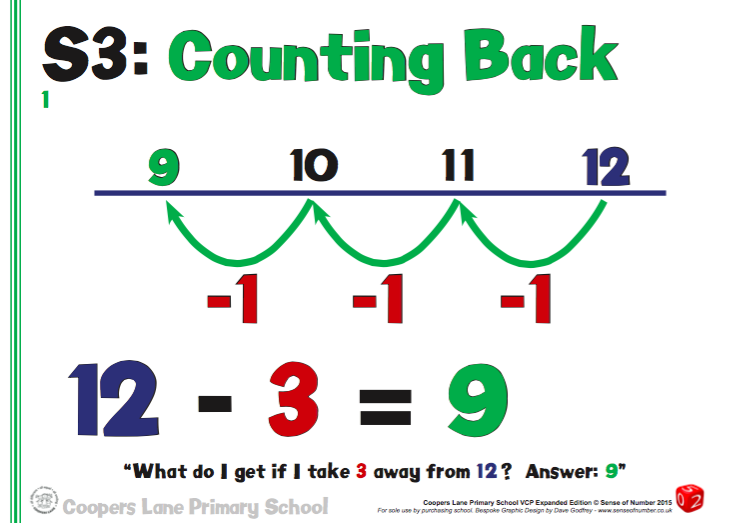 S3: Counting Back
1
9 10 11 12
-1 -1 -1
12 - 3 = 9
“What do I get if I take 3 away from 12? Answer: 9”
Coopers Lane Primary School
Coopers Lane Primary School VCP Expanded Edition © Sense of Number 2015
For sole use by purchasing school. Bespoke Graphic Design by Dave Godfrey - www.senseofnumber.co.uk